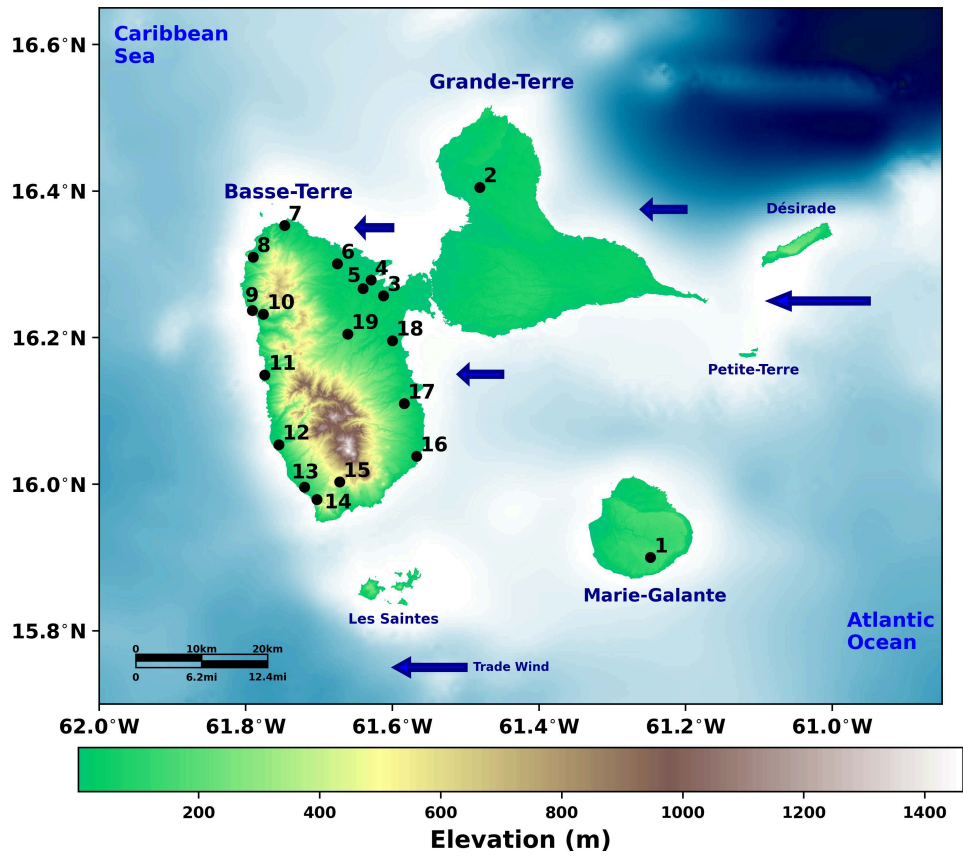 16.6°N
16.4°N
16.2°N
16.0°N
15.8°N
Caribbean
Sea
Grande-Terre
2
Basse-Terre
7
8
6
4
5
3
9
10
19
18
11
17
12
16
13
15
14
Désirade
Petite-Terre
1
Marie-Galante
Les Saintes
Atlantic
Ocean
0 10km 20km
0 6.2mi 12.4mi
Trade Wind
62.0°W 61.8°W 61.6°W 61.4°W 61.2°W 61.0°W
200 400 600 800 1000 1200 1400
Elevation (m)